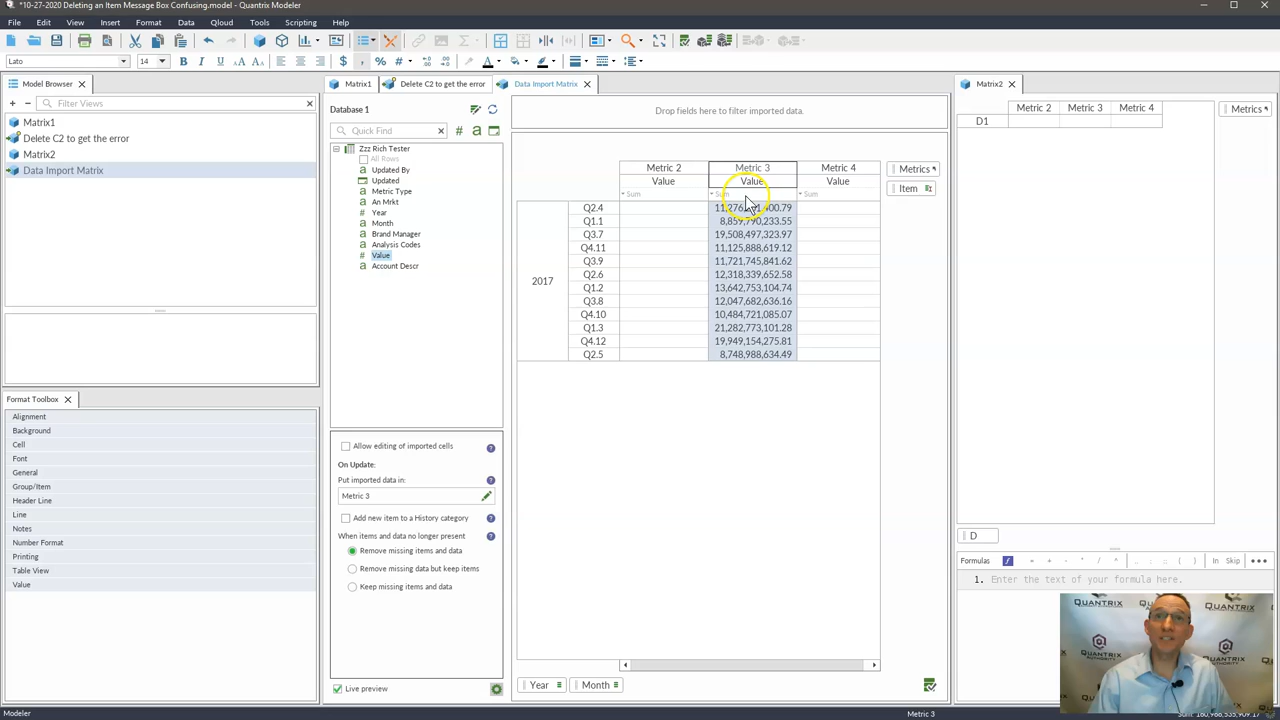 *10-27-2020 Deleting an Item Message Box Confusing.model - Quantrix Modeler
File Edit View Insert Format Data Qloud Tools Scripting Help
Lato 14
Model Browser
Filter Views
Matrix1
Delete C2 to get the error
Matrix2
Data Import Matrix
Format Toolbox
Alignment
Background
Cell
Font
General
Group/Item
Header Line
Line
Notes
Number Format
Printing
Table View
Value
Matrix1 Delete C2 to get the error Data Import Matrix
Database 1
Quick Find
Zzz Rich Tester
All Rows
Updated By
Updated
Metric Type
An Mrkt
Year
Month
Brand Manager
Analysis Codes
Value
Account Descr
Allow editing of imported cells
On Update:
Put imported data in:
Metric 3
Add new item to a History category
When items and data no longer present
Remove missing items and data
Remove missing data but keep items
Keep missing items and data
Live preview
Drop fields here to filter imported data.
Metric 2 Metric 3 Metric 4 Metrics
Value Value Value Item
Sum Sum Sum
2017
Q2.4
Q1.1 8,859,790,233.55
Q3.7 19,508,497,323.97
Q4.11 11,125,888,619.12
Q3.9 11,721,745,841.62
Q2.6 12,318,339,652.58
Q1.2 13,642,753,104.74
Q3.8 12,047,682,636.16
Q4.10 10,484,721,085.07
Q1.3 21,282,773,101.28
Q4.12 19,949,154,275.81
Q2.5 8,748,988,634.49
Year Month
Matrix2
Metric 2 Metric 3 Metric 4 Metrics
D1
D
Formulas In Skip
1. Enter the text of your formula here.
QUANTRIX
AUTHORITY
Modeler Metric 3